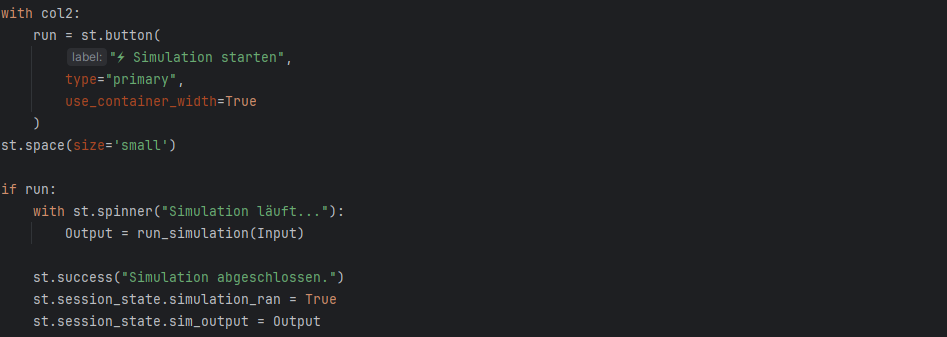 with col2:
    run = st.button(
        label: "⚡ Simulation starten",
        type="primary",
        use_container_width=True
    )
st.space(size='small')

if run:
    with st.spinner("Simulation läuft..."):
        Output = run_simulation(Input)

    st.success("Simulation abgeschlossen.")
    st.session_state.simulation_ran = True
    st.session_state.sim_output = Output